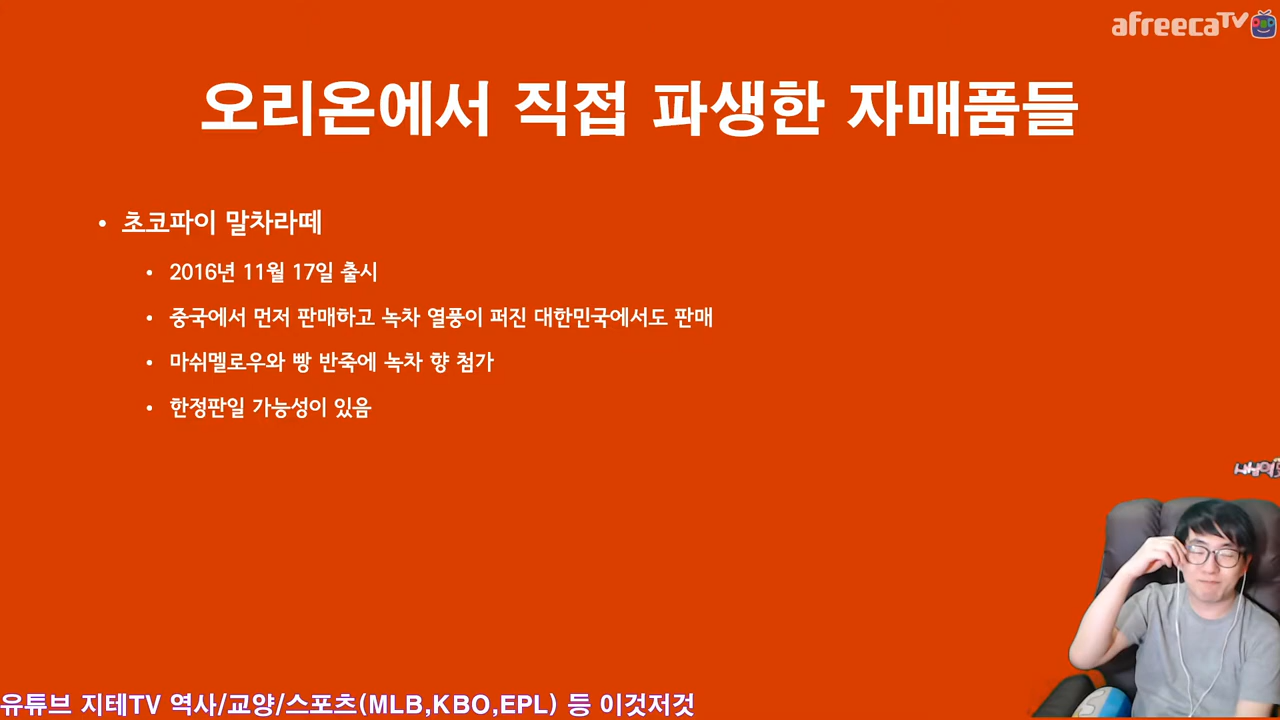 afreecaTV
오리온에서 직접 파생한 자매품들
• 초코파이 말차라떼
• 2016년 11월 17일 출시
• 중국에서 먼저 판매하고 녹차 열풍이 퍼진 대한민국에서도 판매
• 마쉬멜로우와 빵 반죽에 녹차 향 첨가
• 한정판일 가능성이 있음
유튜브 지테TV 역사/교양/스포츠(MLB,KBO,EPL) 등 이것저것